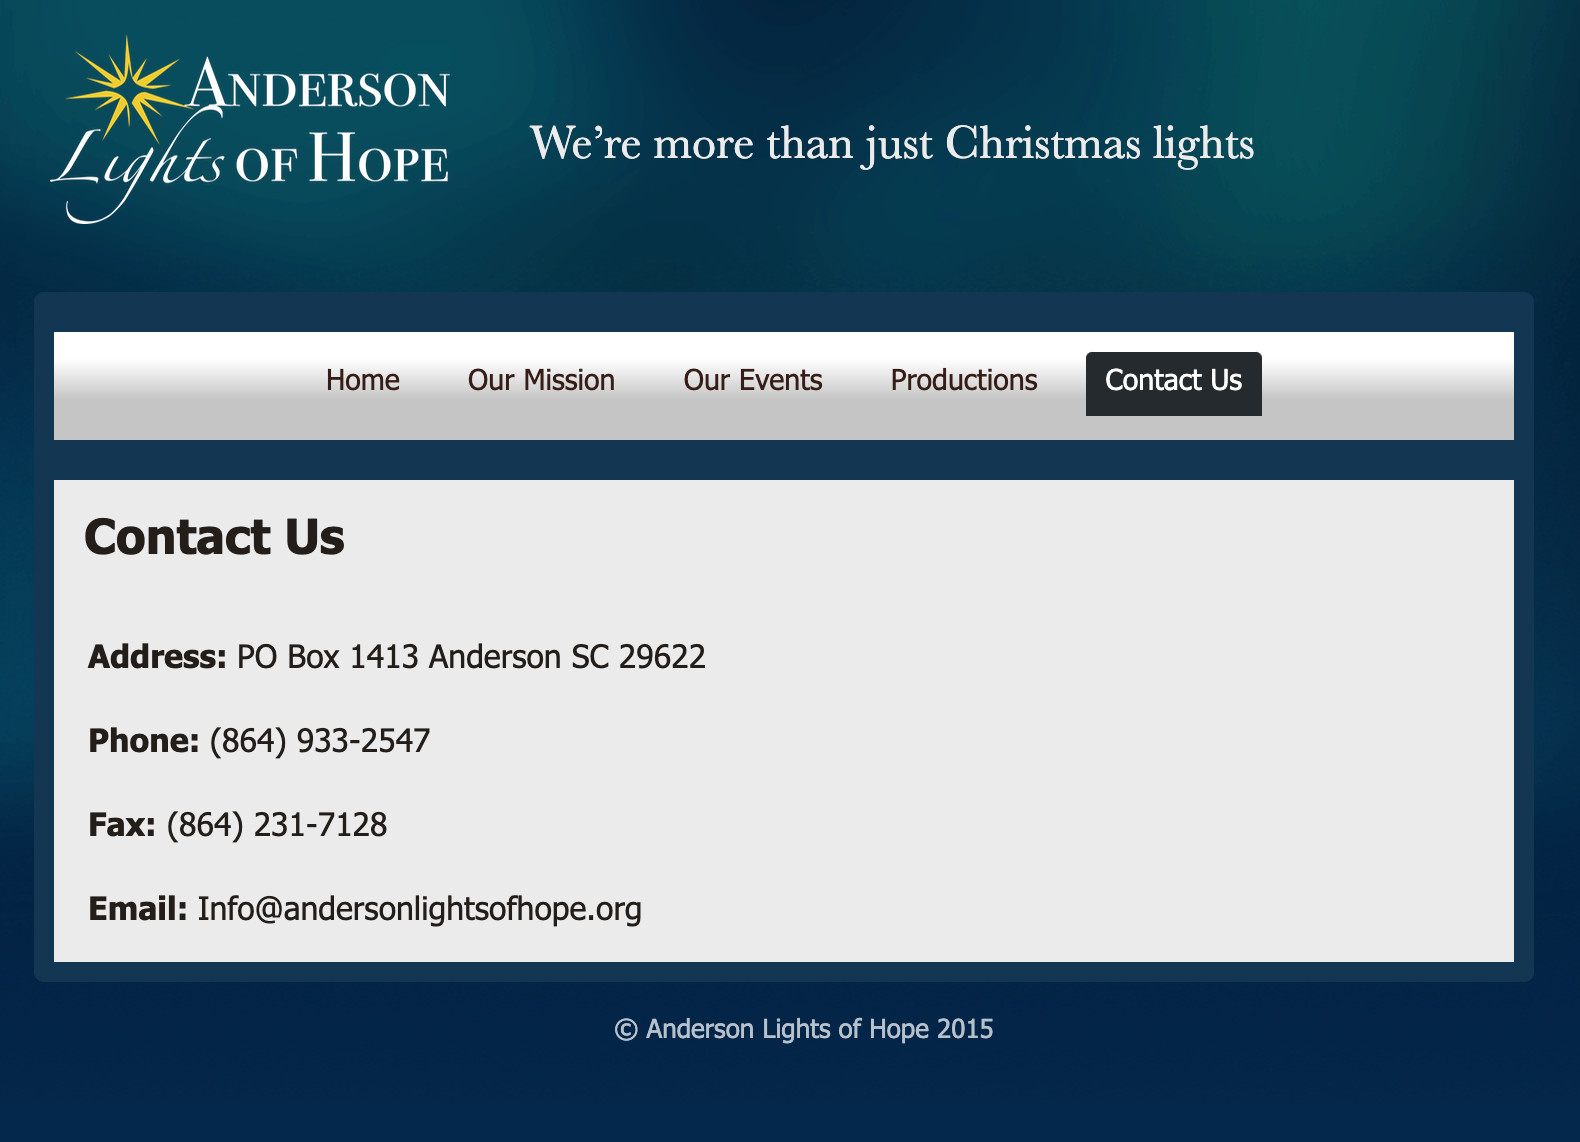 ANDERSON
Lights OF HOPE
We’re more than just Christmas lights
Home Our Mission Our Events Productions Contact Us
Contact Us
Address: PO Box 1413 Anderson SC 29622
Phone: (864) 933-2547
Fax: (864) 231-7128
Email: Info@andersonlightsofhope.org
© Anderson Lights of Hope 2015